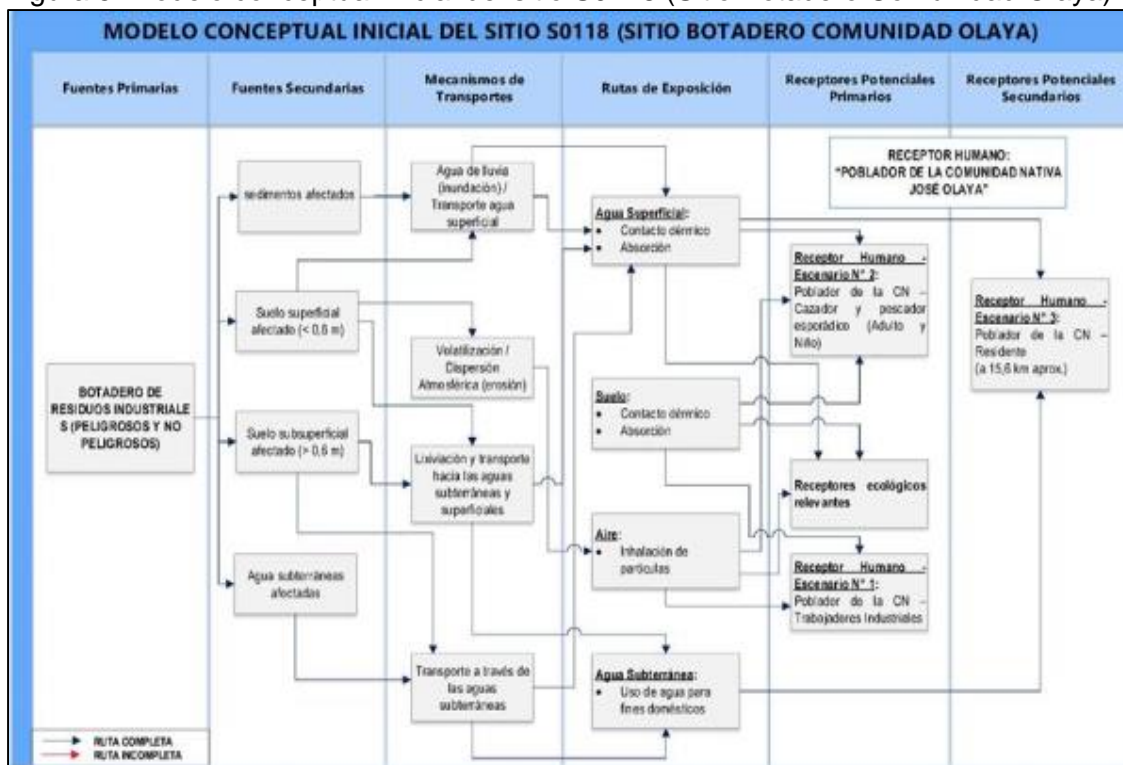 MODELO CONCEPTUAL INICIAL DEL SITIO S0118 (SITIO BOTADERO COMUNIDAD OLAYA)
Fuentes Primarias
Fuentes Secundarias
Mecanismos de
Transportes
Rutas de Exposición
Receptores Potenciales
Primarios
Receptores Potenciales
Secundarios
BOTADERO DE
RESIDUOS INDUSTRIALE
S (PELIGROSOS Y NO
PELIGROSOS)
sedimentos afectados
Suelo superficial
afectado (< 0,6 m)
Suelo subsuperficial
afectado (> 0,6 m)
Agua subterráneas
afectadas
Agua de lluvia
(inundación) /
Transporte agua
superficial
Volatilización /
Dispersión
Atmosférica (erosión)
Lixiviación y transporte
hacia las aguas
subterráneas y
superficiales
Transporte a través de
las aguas
subterráneas
Agua Superficial:
• Contacto dérmico
• Absorción
Suelo:
• Contacto dérmico
• Absorción
Aire:
• Inhalación de
partículas
Agua Subterránea:
• Uso de agua para
fines domésticos
RECEPTOR HUMANO:
"POBLADOR DE LA COMUNIDAD NATIVA
JOSÉ OLAYA"
Receptor Humano -
Escenario N° 2:
Poblador de la CN –
Cazador y pescador
esporádico (Adulto y
Niño)
Receptores ecológicos
relevantes
Receptor Humano -
Escenario N° 1:
Poblador de la CN –
Trabajadores Industriales
Receptor Humano -
Escenario N° 3:
Poblador de la CN –
Residente
(a 15,6 km aprox.)
RUTA COMPLETA
RUTA INCOMPLETA